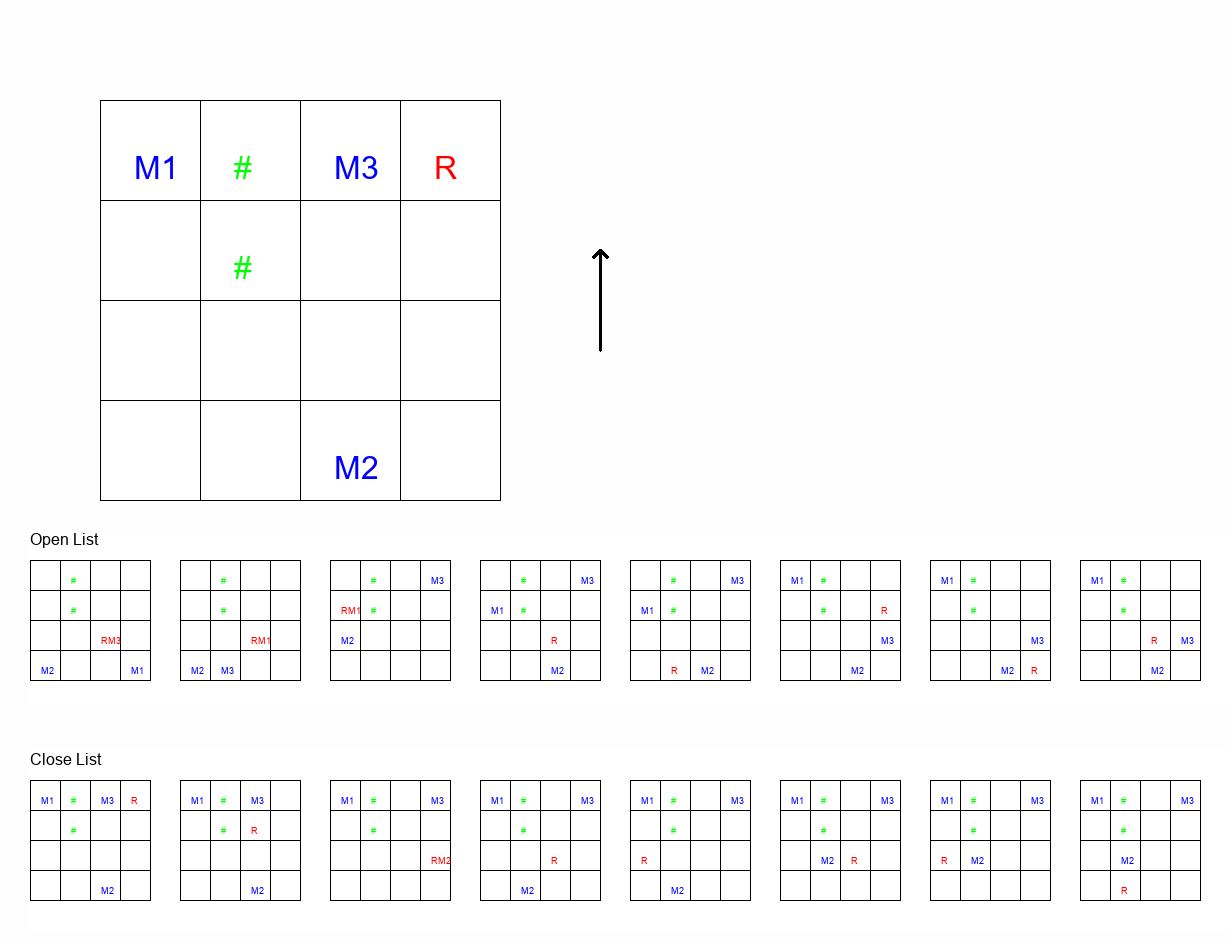 M1 # M3 R
#
M2
Open List
# # # M3 # M3 # M3 M1 # M1 # M1 #
# # RM1 # M1 # M1 # # R # #
RM3 RM1 M2 R M3 M3 R M3
M2 M1 M2 M3 M2 R M2 M2 M2 R M2
Close List
M1 # M3 R M1 # M3 M1 # M3 M1 # M3 M1 # M3 M1 # M3 M1 # M3 M1 # M3
# # R # # # # # #
RM2 R R M2 R R M2 M2
M2 M2 M2 M2 R